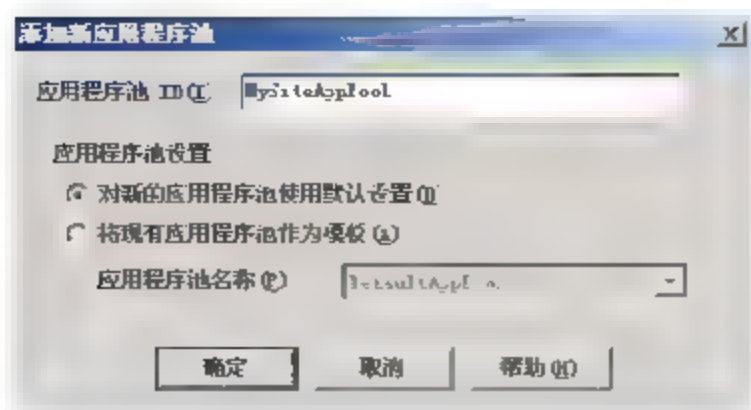 添加新应用程序池
应用程序池 ID(I) MySiteAppPool
应用程序池设置
对新的应用程序池使用默认设置(U)
将现有应用程序池作为模板(A)
应用程序池名称(P) DefaultAppPool
确定 取消 帮助(H)